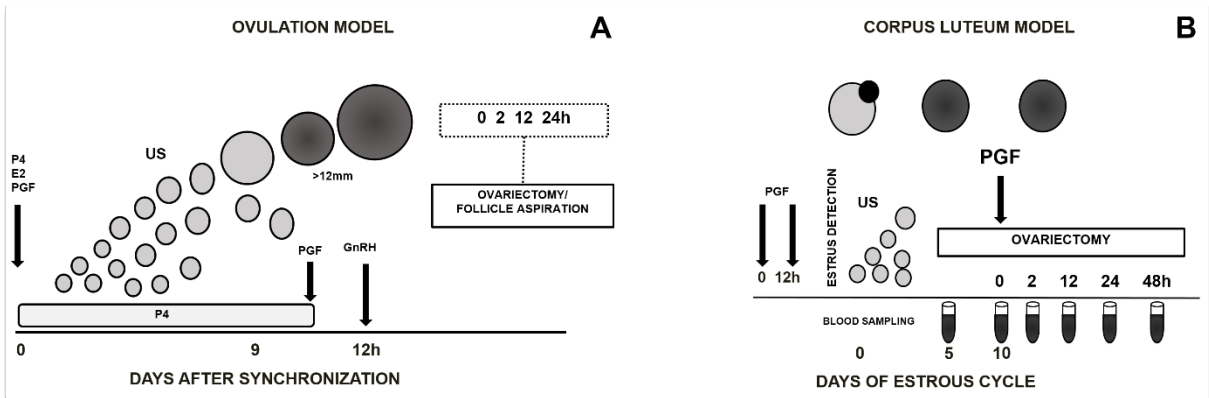 OVULATION MODEL
A
0 2 12 24h
US
P4
E2
PGF
>12mm
OVARIECTOMY/
FOLLICLE ASPIRATION
PGF
GnRH
P4
0 9 12h
DAYS AFTER SYNCHRONIZATION
CORPUS LUTEUM MODEL
B
PGF
PGF
ESTRUS DETECTION
US
OVARIECTOMY
0 12h
0 2 12 24 48h
BLOOD SAMPLING
0 5 10
DAYS OF ESTROUS CYCLE